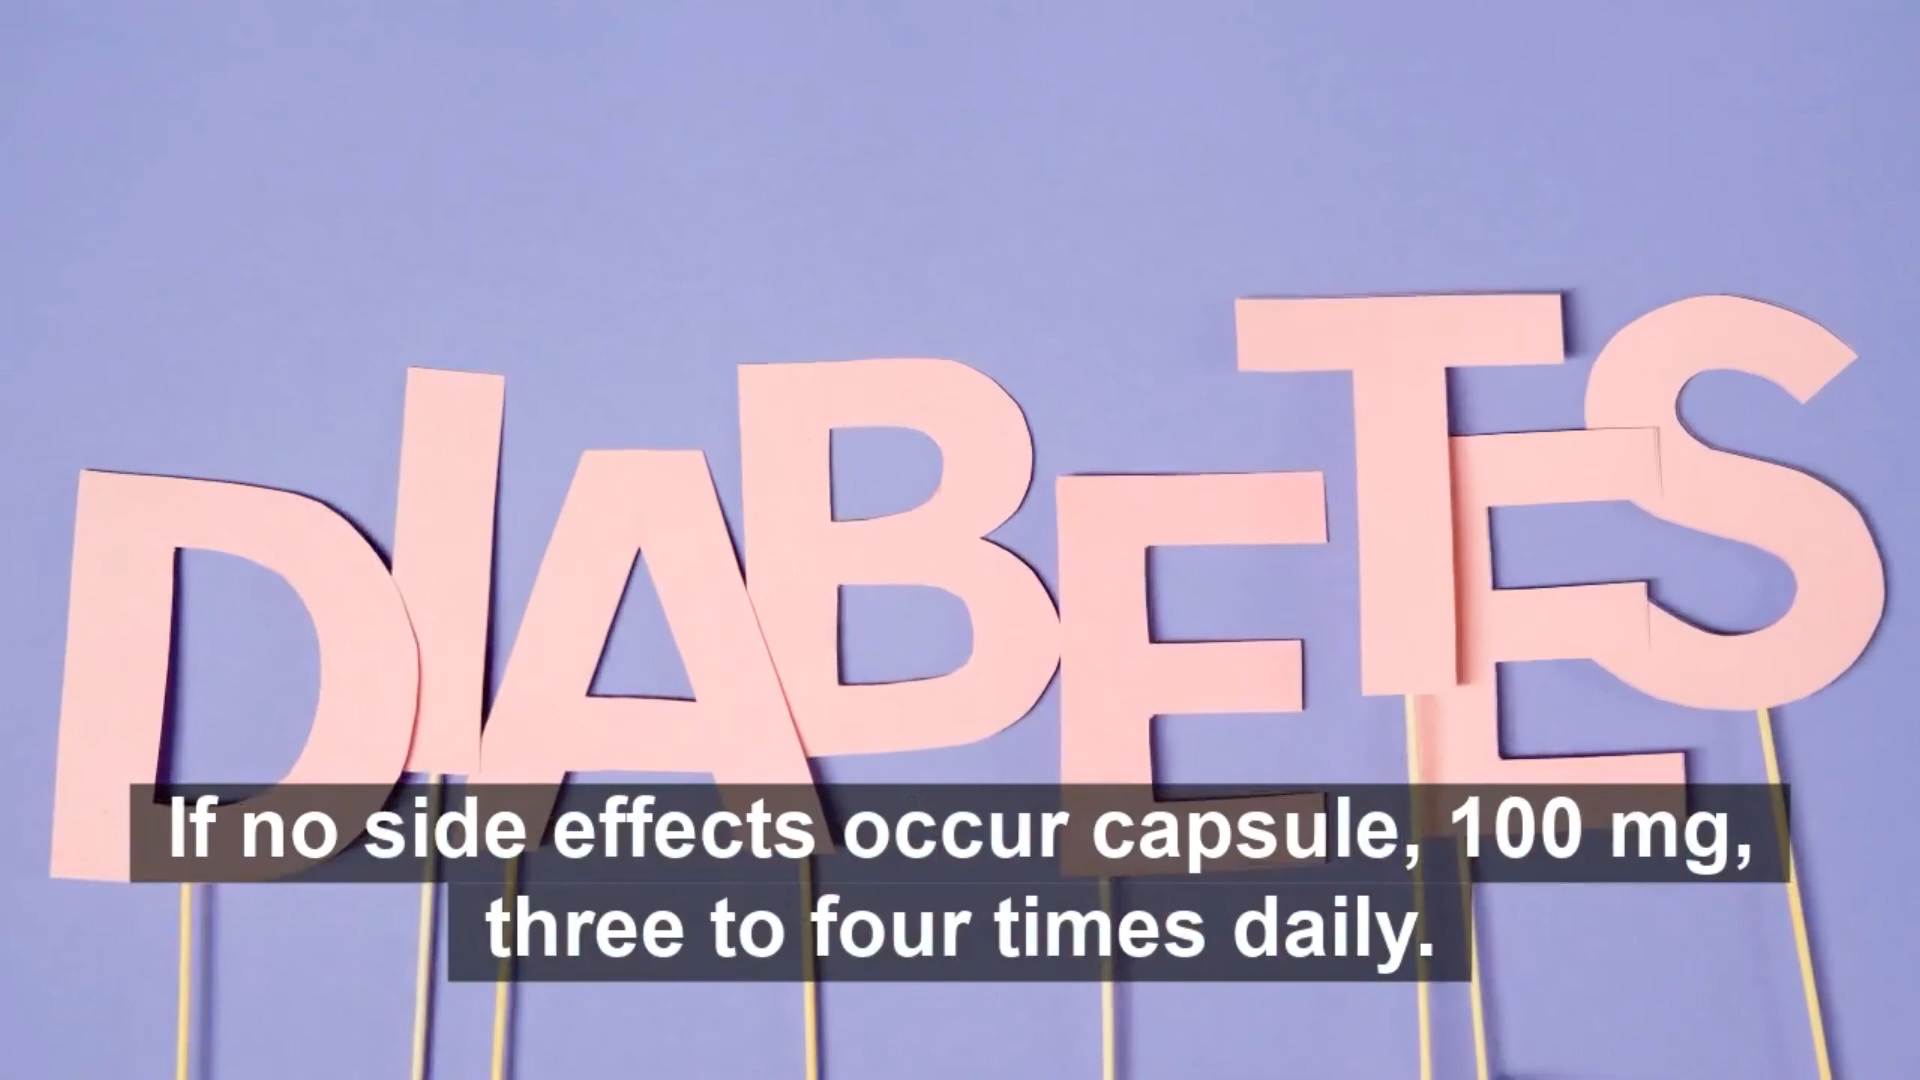 DIABETES
If no side effects occur capsule, 100 mg,
three to four times daily.